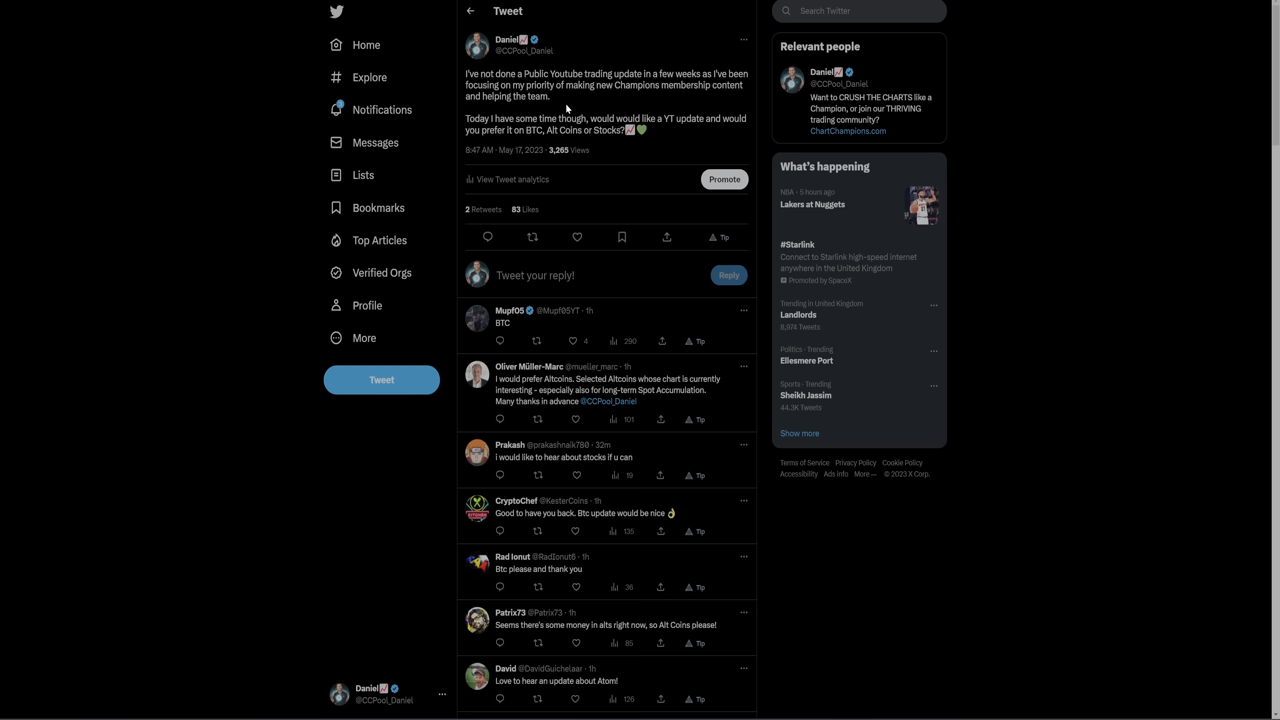 Home
Explore
Notifications
Messages
Lists
Bookmarks
Top Articles
Verified Orgs
Profile
More
Tweet
Daniel📈
@CCPool_Daniel
Tweet
Daniel📈
@CCPool_Daniel
I've not done a Public Youtube trading update in a few weeks as I've been
focusing on my priority of making new Champions membership content
and helping the team.
Today I have some time though, would would like a YT update and would
you prefer it on BTC, Alt Coins or Stocks?📈💚
8:47 AM · May 17, 2023 · 3,265 Views
View Tweet analytics
Promote
2 Retweets 83 Likes
Tip
Tweet your reply!
Reply
Mupf05 @Mupf05YT · 1h
BTC
4 290 Tip
Oliver Müller-Marc @mueller_marc · 1h
I would prefer Altcoins. Selected Altcoins whose chart is currently
interesting - especially also for long-term Spot Accumulation.
Many thanks in advance @CCPool_Daniel
101 Tip
Prakash @prakashnaik780 · 32m
i would like to hear about stocks if u can
19 Tip
CryptoChef @KesterCoins · 1h
Good to have you back. Btc update would be nice 👌
135 Tip
Rad Ionut @RadIonut6 · 1h
Btc please and thank you
36 Tip
Patrix73 @Patrix73 · 1h
Seems there's some money in alts right now, so Alt Coins please!
85 Tip
David @DavidGuichelaar · 1h
Love to hear an update about Atom!
126 Tip
Search Twitter
Relevant people
Daniel📈
@CCPool_Daniel
Want to CRUSH THE CHARTS like a
Champion, or join our THRIVING
trading community?
ChartChampions.com
What's happening
NBA · 5 hours ago
Lakers at Nuggets
#Starlink
Connect to Starlink high-speed internet
anywhere in the United Kingdom
Promoted by SpaceX
Trending in United Kingdom
Landlords
8,974 Tweets
Politics · Trending
Ellesmere Port
Sports · Trending
Sheikh Jassim
44.3K Tweets
Show more
Terms of Service Privacy Policy Cookie Policy
Accessibility Ads info More ··· © 2023 X Corp.